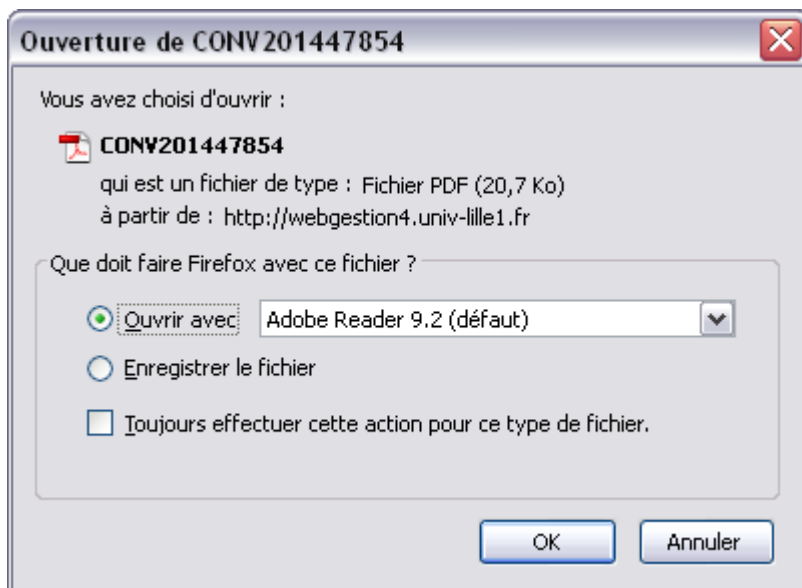 Ouverture de CONV201447854
Vous avez choisi d'ouvrir :
CONV201447854
qui est un fichier de type : Fichier PDF (20,7 Ko)
à partir de : http://webgestion4.univ-lille1.fr
Que doit faire Firefox avec ce fichier ?
Ouvrir avec Adobe Reader 9.2 (défaut)
Enregistrer le fichier
Toujours effectuer cette action pour ce type de fichier.
OK Annuler